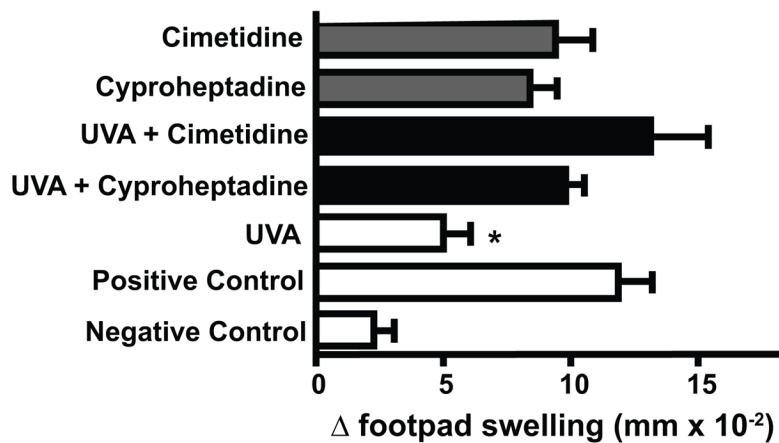 Cimetidine
Cyproheptadine
UVA + Cimetidine
UVA + Cyproheptadine
UVA
*
Positive Control
Negative Control
0 5 10 15
Δ footpad swelling (mm x 10⁻²)